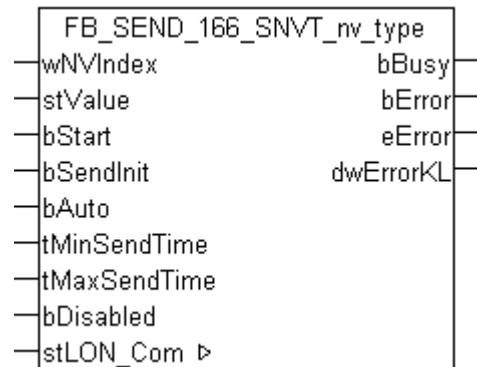 FB_SEND_166_SNVT_nv_type
wNVIndex bBusy
stValue bError
bStart eError
bSendInit dwErrorKL
bAuto
tMinSendTime
tMaxSendTime
bDisabled
stLON_Com ▷